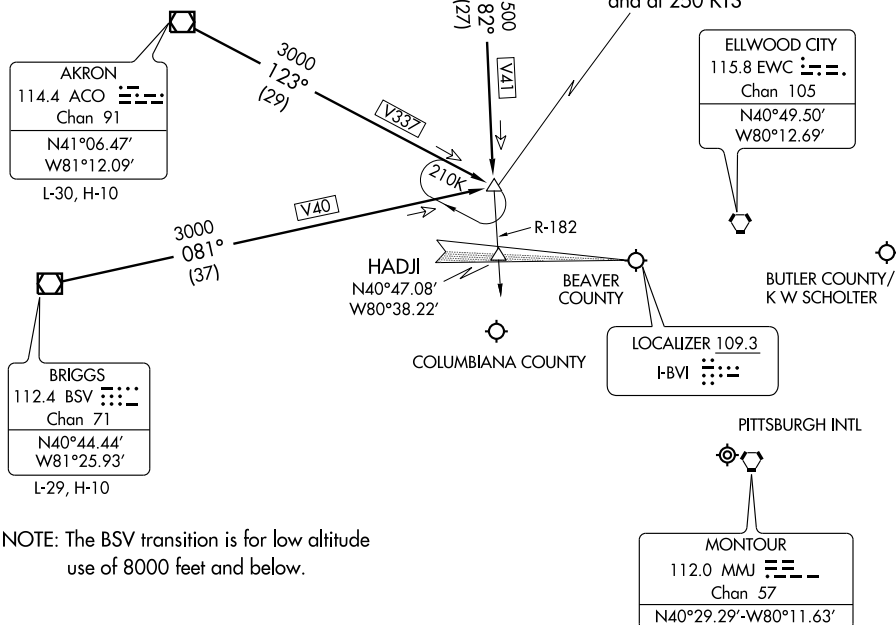 and at 250 KTS
500
82°
(27)
V41
AKRON
114.4 ACO
Chan 91
N41°06.47'
W81°12.09'
L-30, H-10
3000
123°
(29)
V337
ELLWOOD CITY
115.8 EWC
Chan 105
N40°49.50'
W80°12.69'
210K
V40
3000
081°
(37)
R-182
HADJI
N40°47.08'
W80°38.22'
BEAVER
COUNTY
BUTLER COUNTY/
K W SCHOLTER
COLUMBIANA COUNTY
LOCALIZER 109.3
I-BVI
BRIGGS
112.4 BSV
Chan 71
N40°44.44'
W81°25.93'
L-29, H-10
PITTSBURGH INTL
MONTOUR
112.0 MMJ
Chan 57
N40°29.29'-W80°11.63'
NOTE: The BSV transition is for low altitude
use of 8000 feet and below.